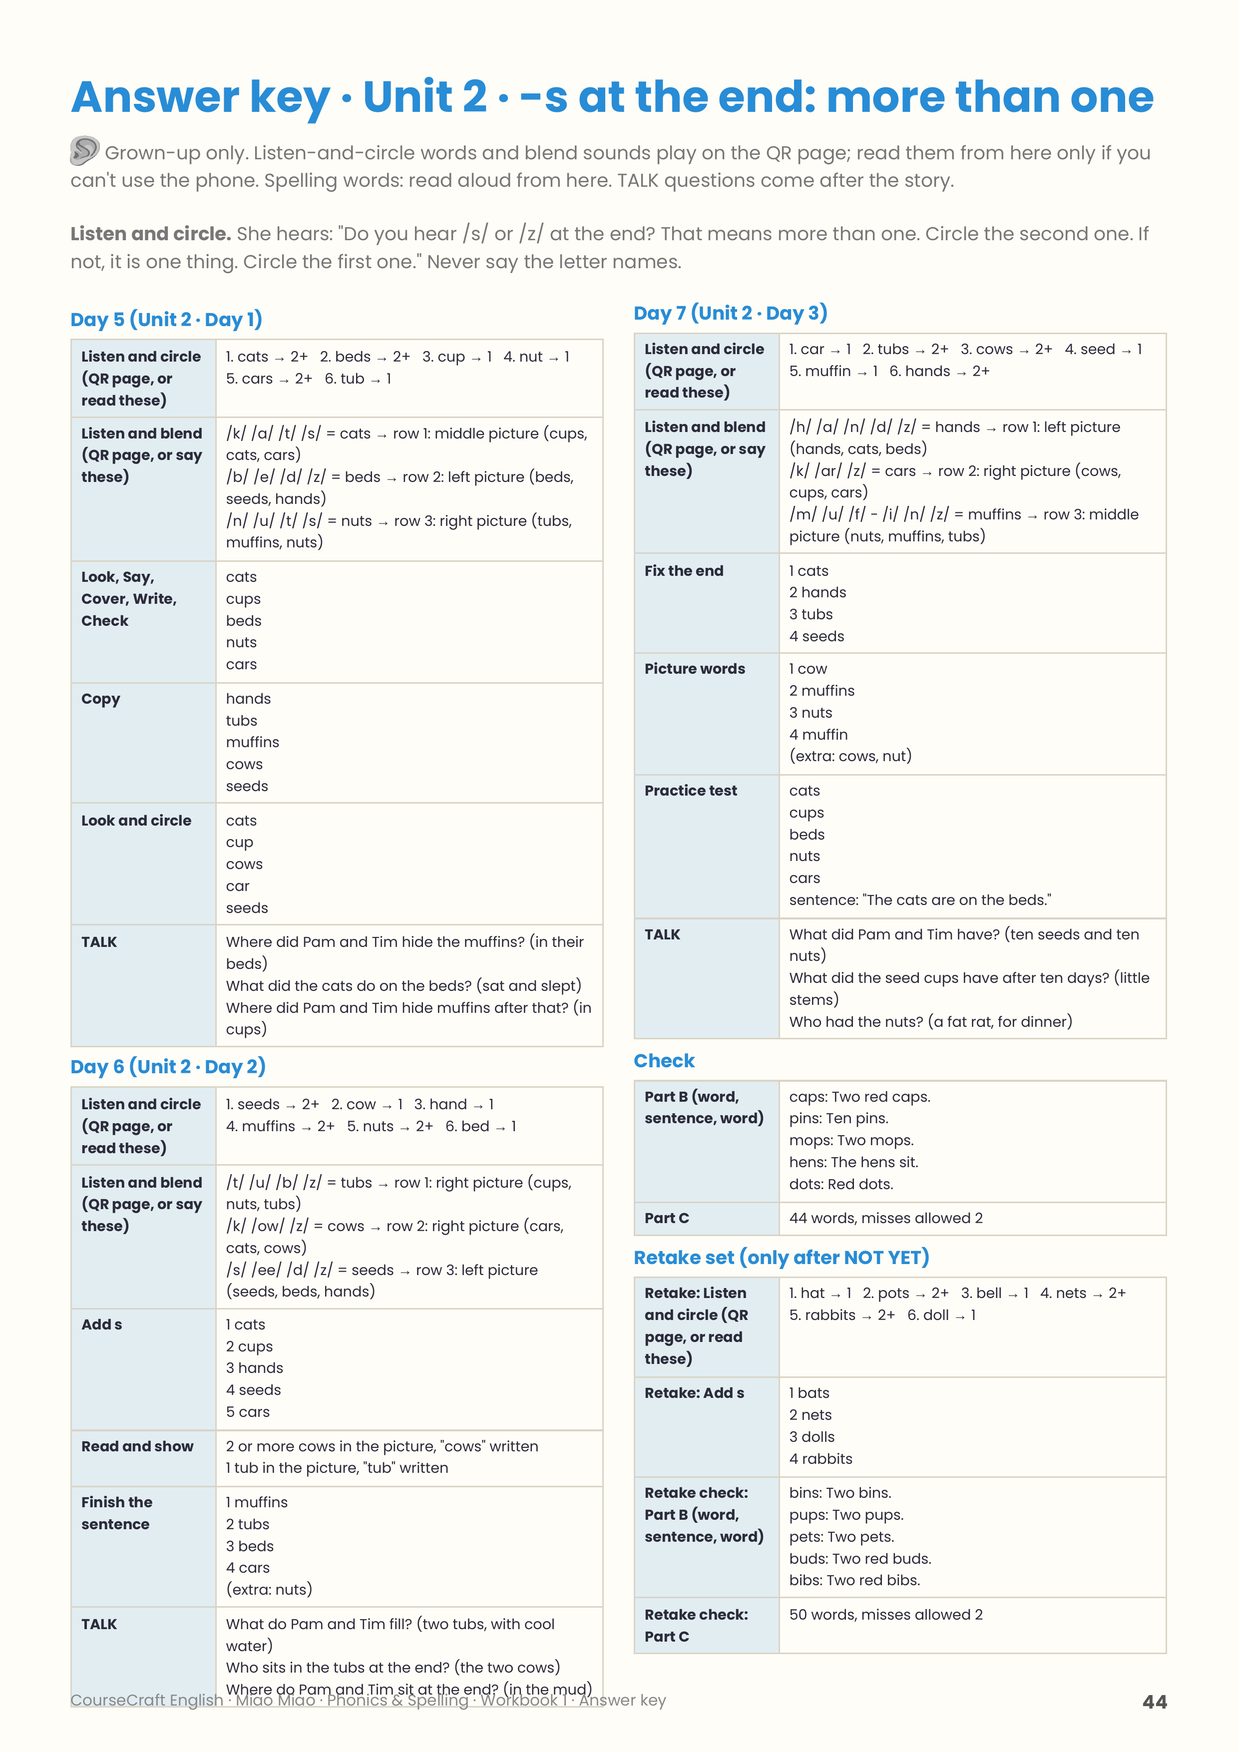 Answer key · Unit 2 · -s at the end: more than one
Grown-up only. Listen-and-circle words and blend sounds play on the QR page; read them from here only if you
can't use the phone. Spelling words: read aloud from here. TALK questions come after the story.
Listen and circle. She hears: "Do you hear /s/ or /z/ at the end? That means more than one. Circle the second one. If
not, it is one thing. Circle the first one." Never say the letter names.
Day 5 (Unit 2 · Day 1)
Listen and circle
(QR page, or
read these)
1. cats → 2+ 2. beds → 2+ 3. cup → 1 4. nut → 1
5. cars → 2+ 6. tub → 1
Listen and blend
(QR page, or say
these)
/k/ /a/ /t/ /s/ = cats → row 1: middle picture (cups,
cats, cars)
/b/ /e/ /d/ /z/ = beds → row 2: left picture (beds,
seeds, hands)
/n/ /u/ /t/ /s/ = nuts → row 3: right picture (tubs,
muffins, nuts)
Look, Say,
Cover, Write,
Check
cats
cups
beds
nuts
cars
Copy
hands
tubs
muffins
cows
seeds
Look and circle
cats
cup
cows
car
seeds
TALK
Where did Pam and Tim hide the muffins? (in their
beds)
What did the cats do on the beds? (sat and slept)
Where did Pam and Tim hide muffins after that? (in
cups)
Day 6 (Unit 2 · Day 2)
Listen and circle
(QR page, or
read these)
1. seeds → 2+ 2. cow → 1 3. hand → 1
4. muffins → 2+ 5. nuts → 2+ 6. bed → 1
Listen and blend
(QR page, or say
these)
/t/ /u/ /b/ /z/ = tubs → row 1: right picture (cups,
nuts, tubs)
/k/ /ow/ /z/ = cows → row 2: right picture (cars,
cats, cows)
/s/ /ee/ /d/ /z/ = seeds → row 3: left picture
(seeds, beds, hands)
Add s
1 cats
2 cups
3 hands
4 seeds
5 cars
Read and show
2 or more cows in the picture, "cows" written
1 tub in the picture, "tub" written
Finish the
sentence
1 muffins
2 tubs
3 beds
4 cars
(extra: nuts)
TALK
What do Pam and Tim fill? (two tubs, with cool
water)
Who sits in the tubs at the end? (the two cows)
Where do Pam and Tim sit at the end? (in the mud)
Day 7 (Unit 2 · Day 3)
Listen and circle
(QR page, or
read these)
1. car → 1 2. tubs → 2+ 3. cows → 2+ 4. seed → 1
5. muffin → 1 6. hands → 2+
Listen and blend
(QR page, or say
these)
/h/ /a/ /n/ /d/ /z/ = hands → row 1: left picture
(hands, cats, beds)
/k/ /ar/ /z/ = cars → row 2: right picture (cows,
cups, cars)
/m/ /u/ /f/ - /i/ /n/ /z/ = muffins → row 3: middle
picture (nuts, muffins, tubs)
Fix the end
1 cats
2 hands
3 tubs
4 seeds
Picture words
1 cow
2 muffins
3 nuts
4 muffin
(extra: cows, nut)
Practice test
cats
cups
beds
nuts
cars
sentence: "The cats are on the beds."
TALK
What did Pam and Tim have? (ten seeds and ten
nuts)
What did the seed cups have after ten days? (little
stems)
Who had the nuts? (a fat rat, for dinner)
Check
Part B (word,
sentence, word)
caps: Two red caps.
pins: Ten pins.
mops: Two mops.
hens: The hens sit.
dots: Red dots.
Part C
44 words, misses allowed 2
Retake set (only after NOT YET)
Retake: Listen
and circle (QR
page, or read
these)
1. hat → 1 2. pots → 2+ 3. bell → 1 4. nets → 2+
5. rabbits → 2+ 6. doll → 1
Retake: Add s
1 bats
2 nets
3 dolls
4 rabbits
Retake check:
Part B (word,
sentence, word)
bins: Two bins.
pups: Two pups.
pets: Two pets.
buds: Two red buds.
bibs: Two red bibs.
Retake check:
Part C
50 words, misses allowed 2
CourseCraft English · Miao Miao · Phonics & Spelling · Workbook 1 · Answer key
44